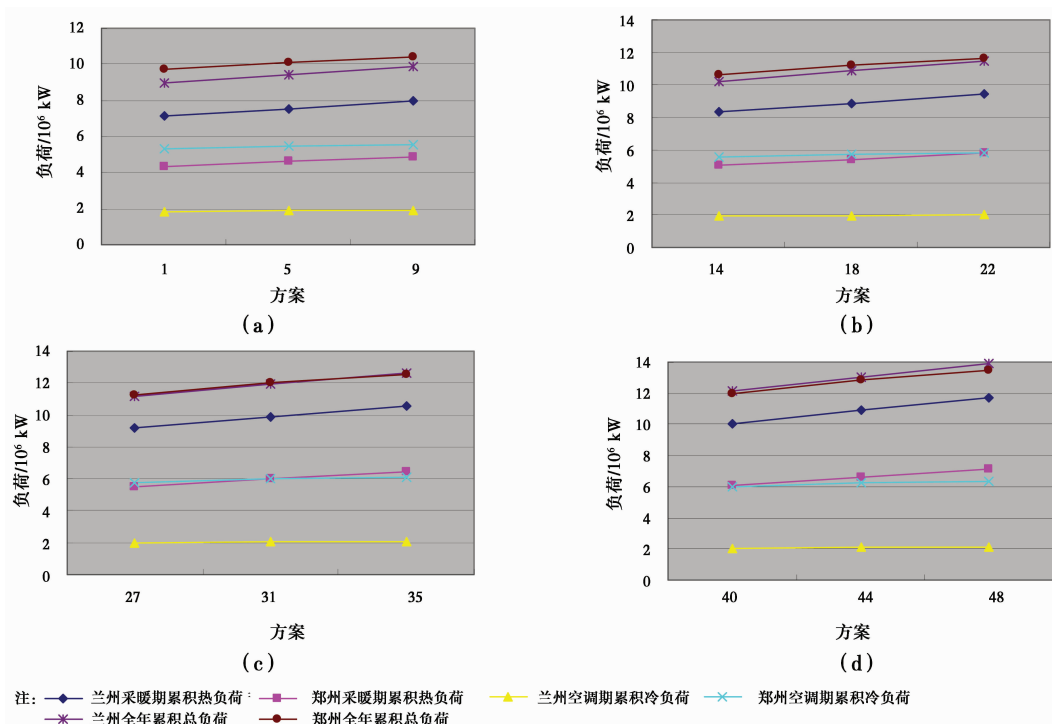 12
10
8
6
4
2
0
负荷/10⁶ kW
1 5 9
方案
(a)
14
12
10
8
6
4
2
0
负荷/10⁶ kW
14 18 22
方案
(b)
14
12
10
8
6
4
2
0
负荷/10⁶ kW
27 31 35
方案
(c)
14
12
10
8
6
4
2
0
负荷/10⁶ kW
40 44 48
方案
(d)
注: 兰州采暖期累积热负荷 郑州采暖期累积热负荷 兰州空调期累积冷负荷 郑州空调期累积冷负荷
兰州全年累积总负荷 郑州全年累积总负荷